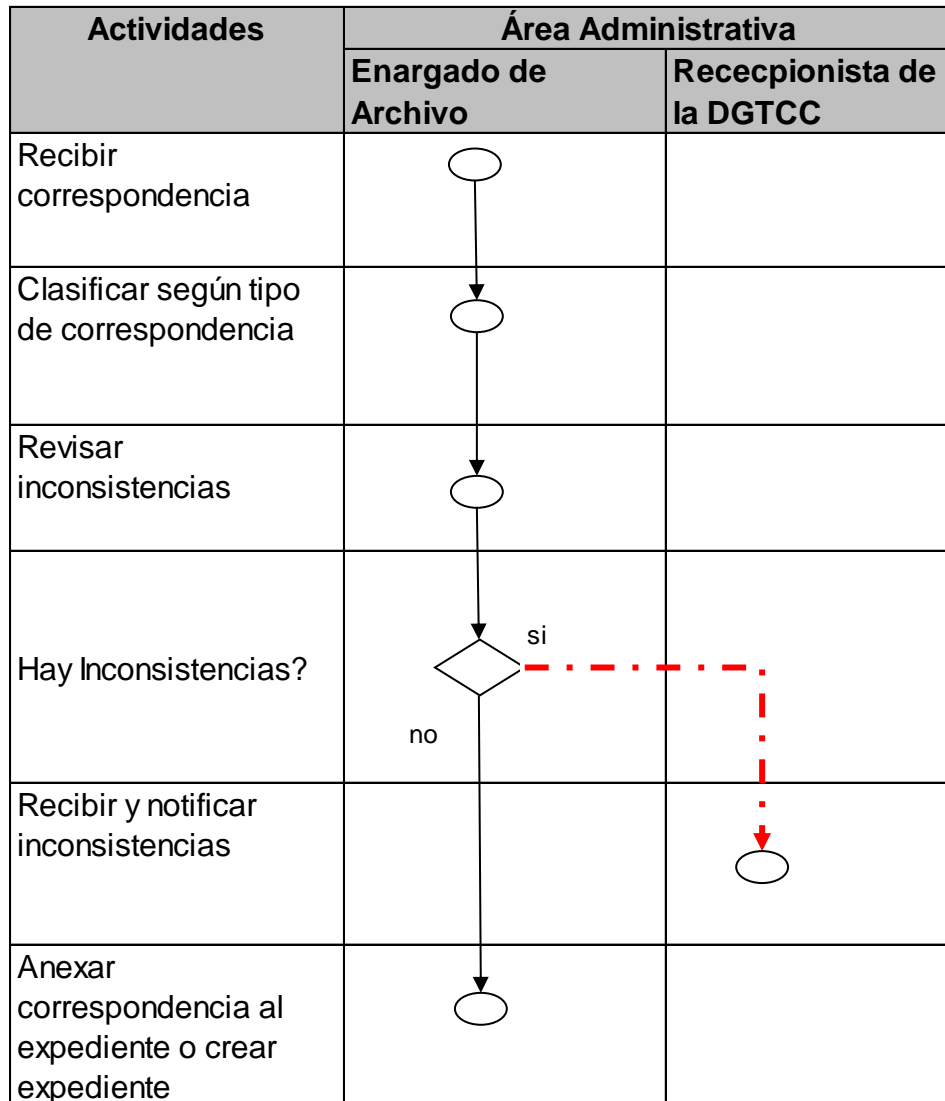 Actividades
Área Administrativa
Enargado de
Archivo
Rececpionista de
la DGTCC
Recibir
correspondencia
Clasificar según tipo
de correspondencia
Revisar
inconsistencias
Hay Inconsistencias?
si
no
Recibir y notificar
inconsistencias
Anexar
correspondencia al
expediente o crear
expediente